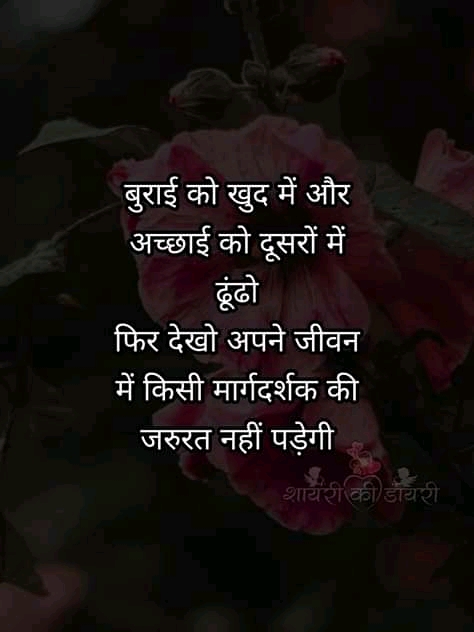 बुराई को खुद में और
अच्छाई को दूसरों में
ढूंढो
फिर देखो अपने जीवन
में किसी मार्गदर्शक की
जरुरत नहीं पड़ेगी
शायरी की डायरी